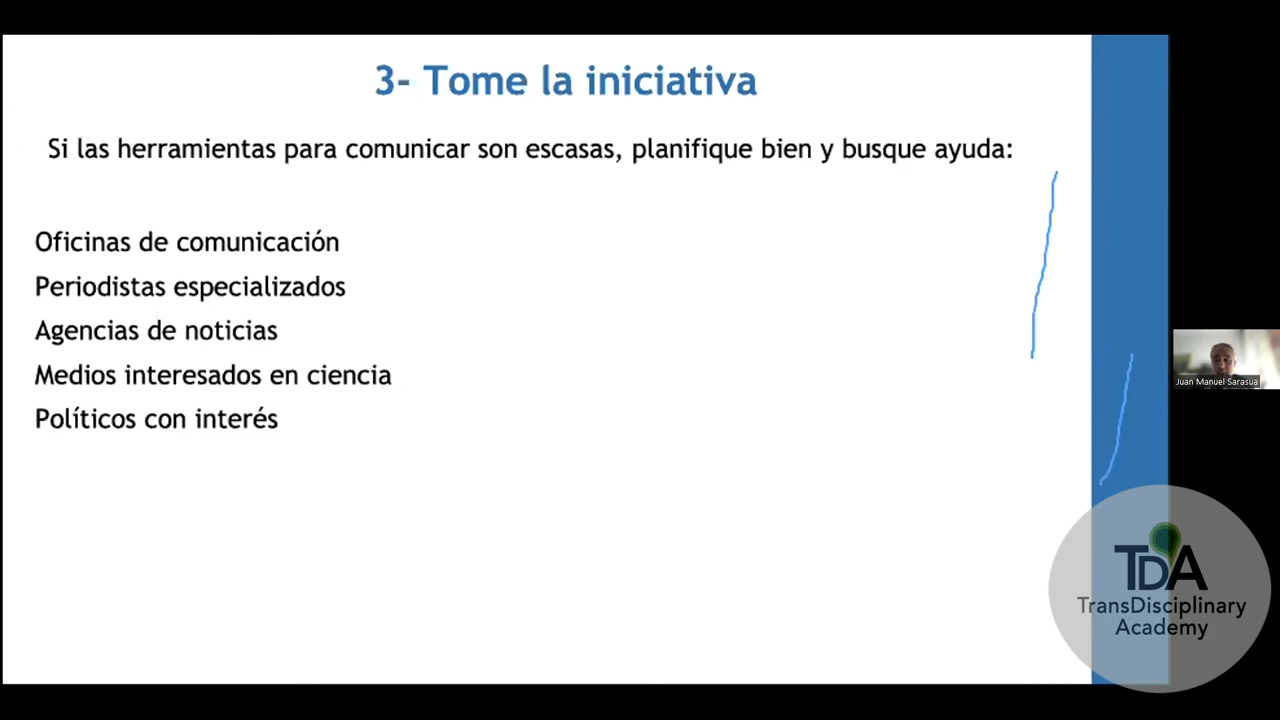 3- Tome la iniciativa
Si las herramientas para comunicar son escasas, planifique bien y busque ayuda:
Oficinas de comunicación
Periodistas especializados
Agencias de noticias
Medios interesados en ciencia
Políticos con interés
Juan Manuel Sarasua
TDA
TransDisciplinary
Academy